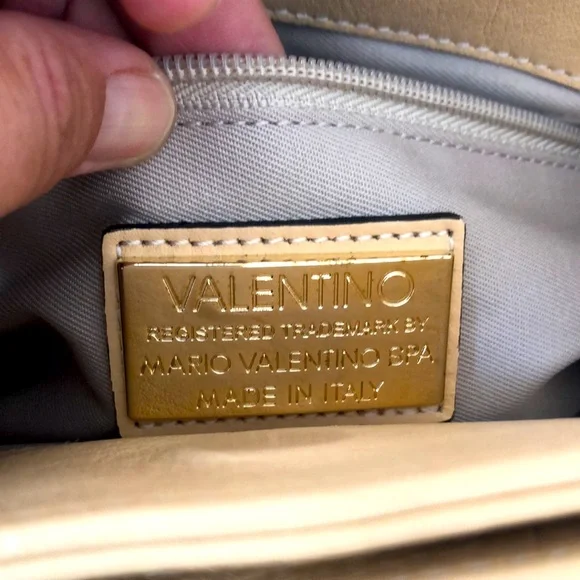 VALENTINO
REGISTERED TRADEMARK BY
MARIO VALENTINO SPA
MADE IN ITALY